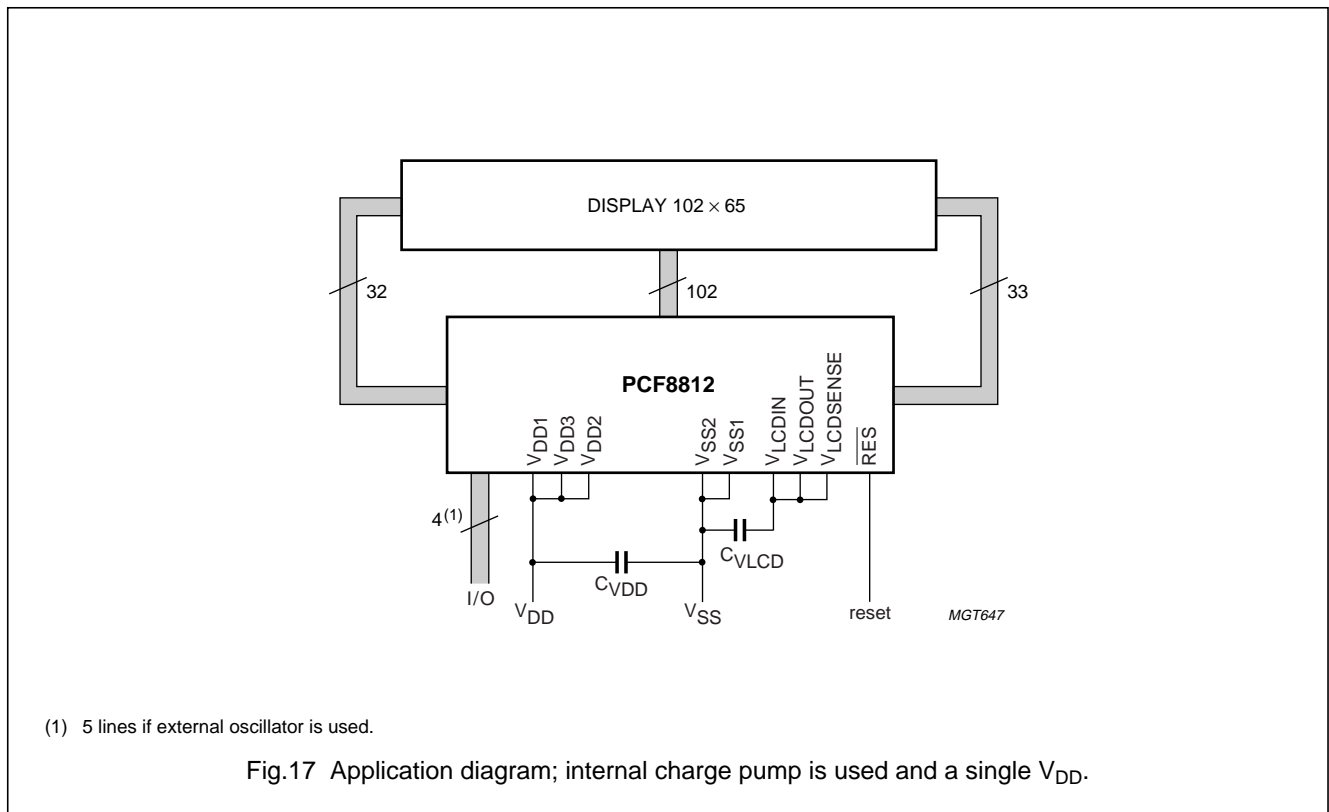 DISPLAY 102 × 65
32
102
33
PCF8812
VDD1
VDD3
VDD2
VSS2
VSS1
VLCDIN
VLCDOUT
VLCDSENSE
RES
4(1)
CVLCD
CVDD
I/O
VDD
VSS
reset
MGT647
(1) 5 lines if external oscillator is used.
Fig.17 Application diagram; internal charge pump is used and a single VDD.